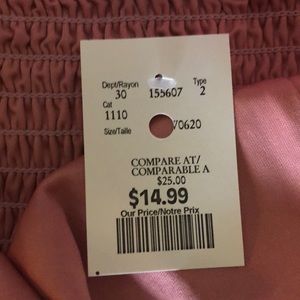 Dept/Rayon Type
30 155607 2
Cat
1110 V0620
Size/Taille
COMPARE AT/
COMPARABLE A
$25.00
$14.99
Our Price/Notre Prix